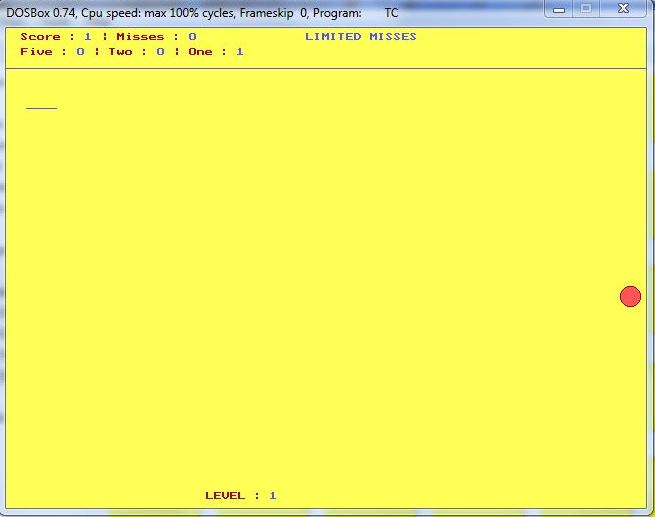 DOSBox 0.74, Cpu speed: max 100% cycles, Frameskip 0, Program: TC
Score : 1 ¦ Misses : 0 LIMITED MISSES
Five : 0 ¦ Two : 0 ¦ One : 1
LEVEL : 1